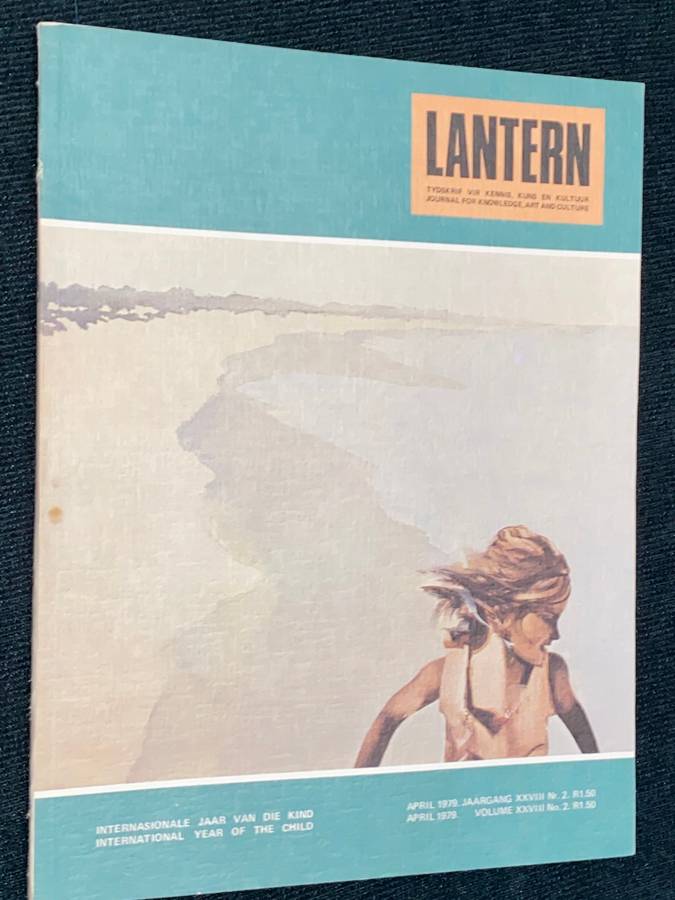 LANTERN
TYDSKRIF VIR KENNIS, KUNS EN KULTUUR
JOURNAL FOR KNOWLEDGE, ART AND CULTURE
INTERNASIONALE JAAR VAN DIE KIND
INTERNATIONAL YEAR OF THE CHILD
APRIL 1979. JAARGANG XXVIII Nr. 2. R1.50
APRIL 1979. VOLUME XXVIII No. 2. R1.50